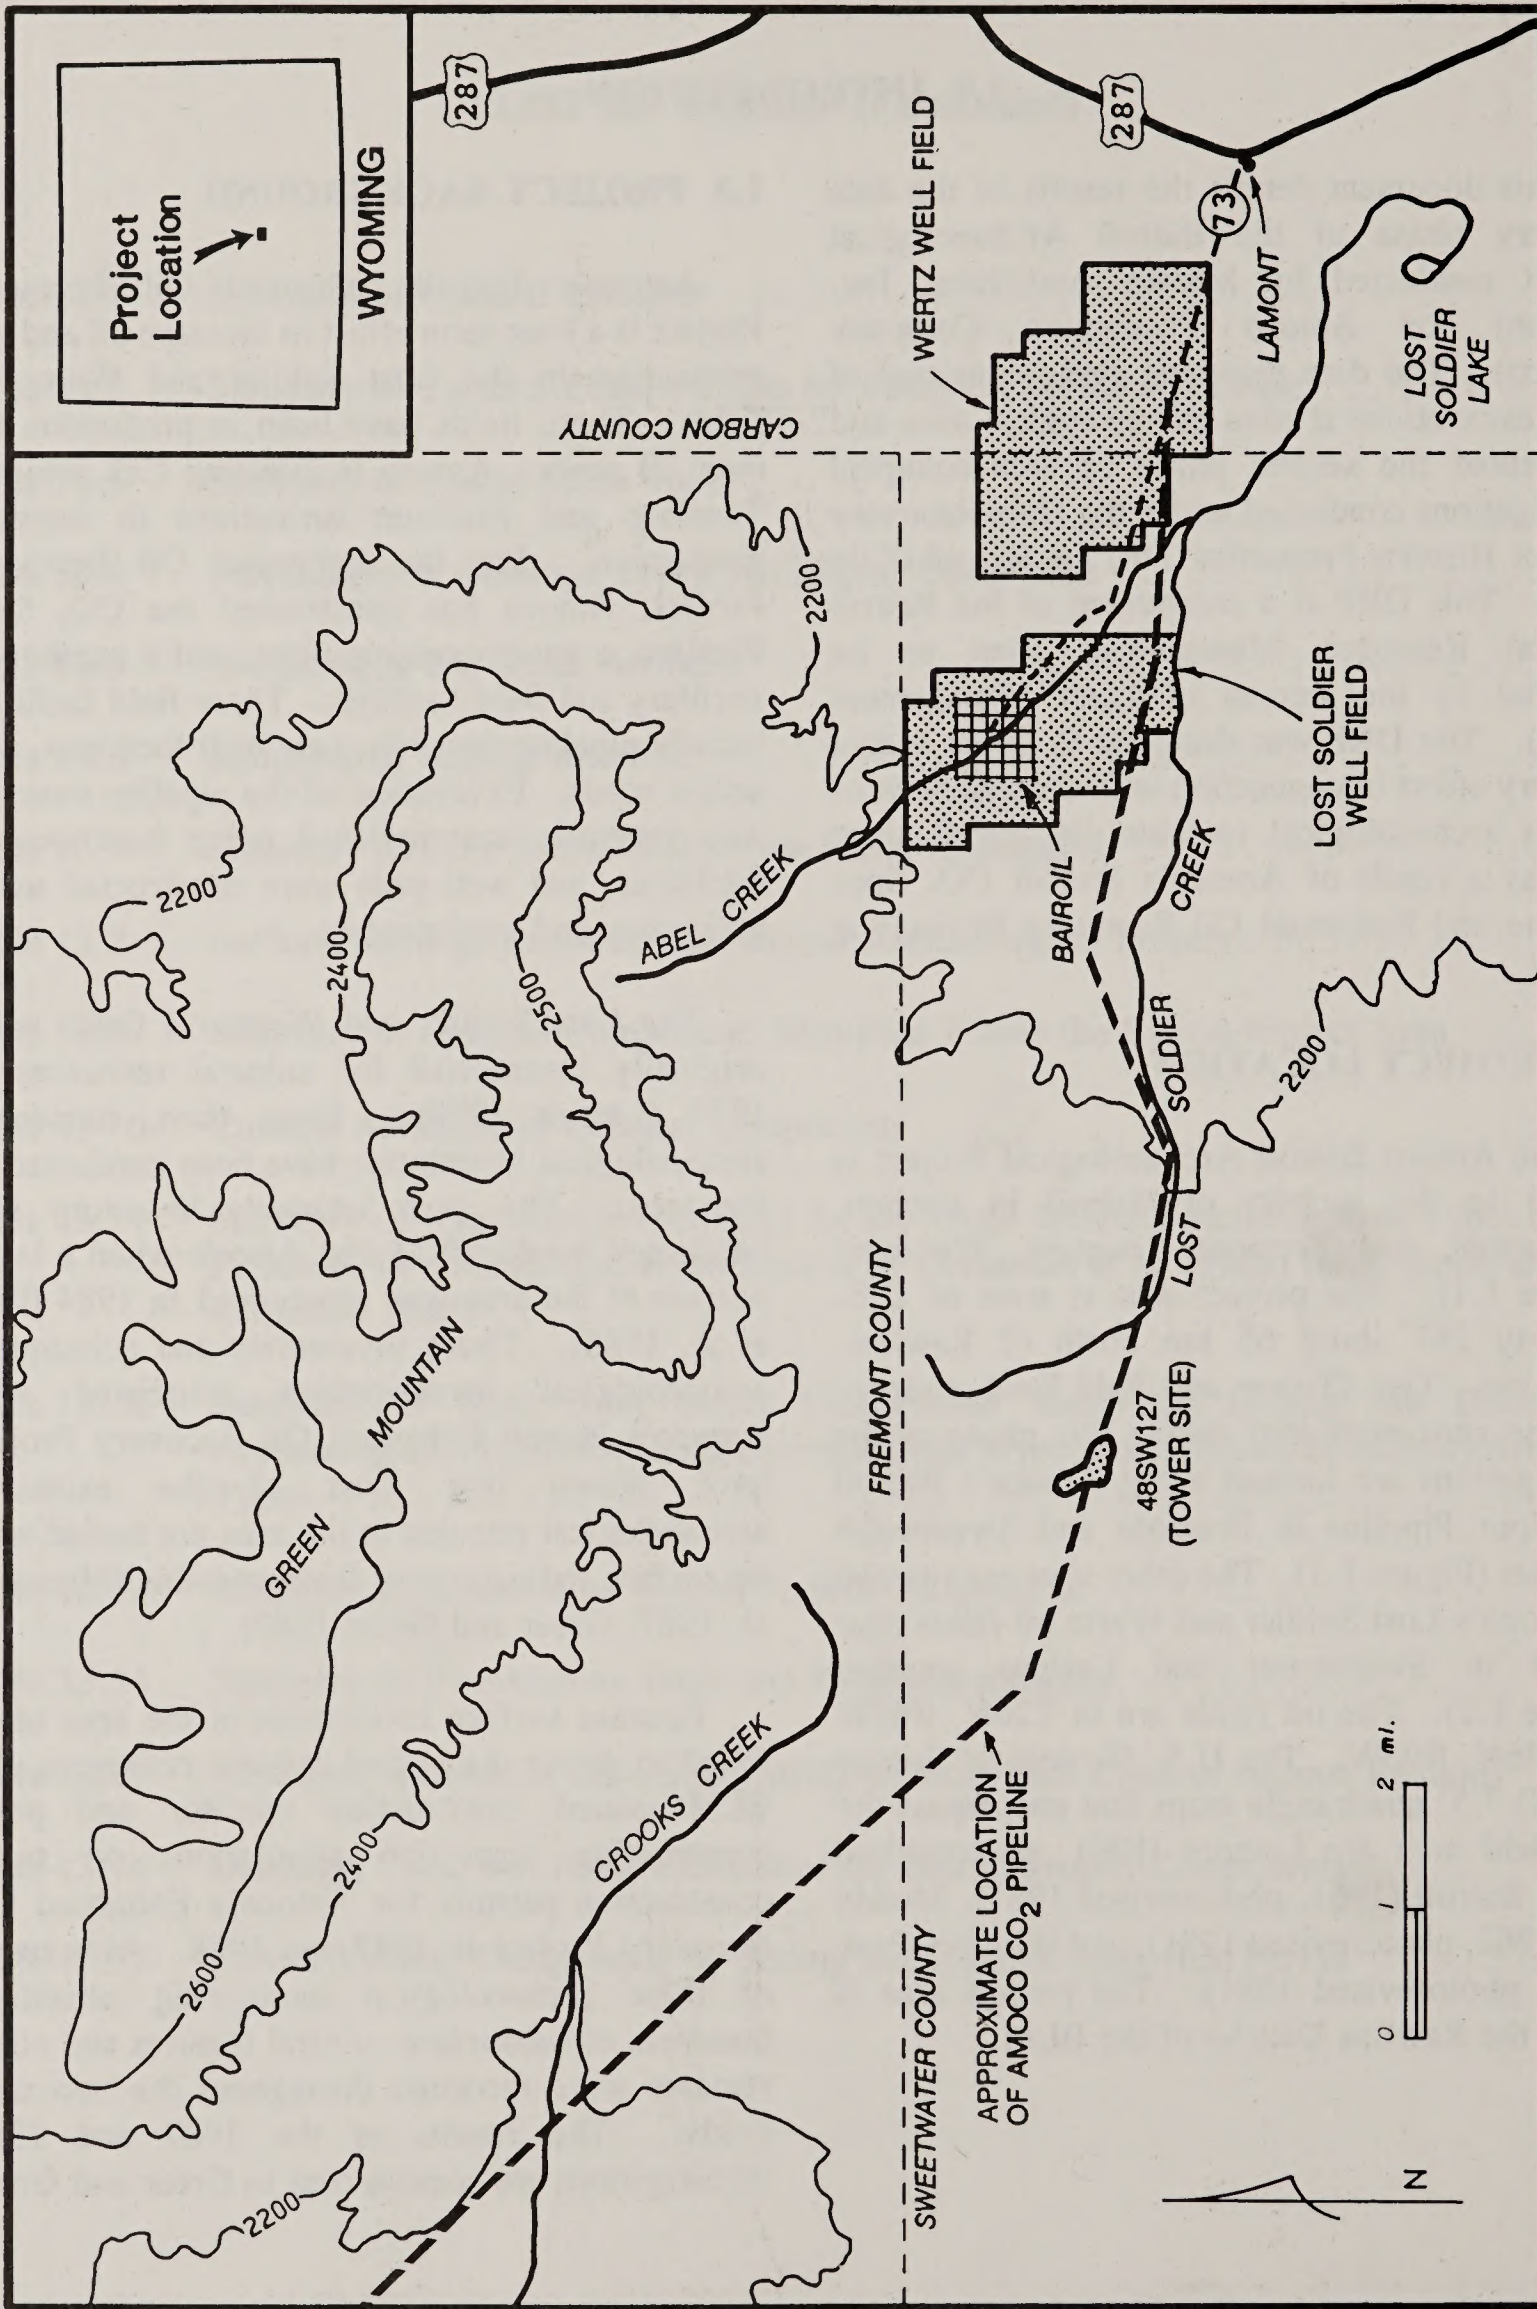 Project
Location
WYOMING
287
287
73
LAMONT
WERTZ WELL FIELD
CARBON COUNTY
LOST
SOLDIER
LAKE
2200
2200
2400
2500
ABEL CREEK
BAIROIL
LOST SOLDIER
WELL FIELD
LOST SOLDIER CREEK
2200
GREEN MOUNTAIN
FREMONT COUNTY
SWEETWATER COUNTY
48SW127
(TOWER SITE)
CROOKS CREEK
2600
2400
2200
APPROXIMATE LOCATION
OF AMOCO CO₂ PIPELINE
0 1 2 mi.
N